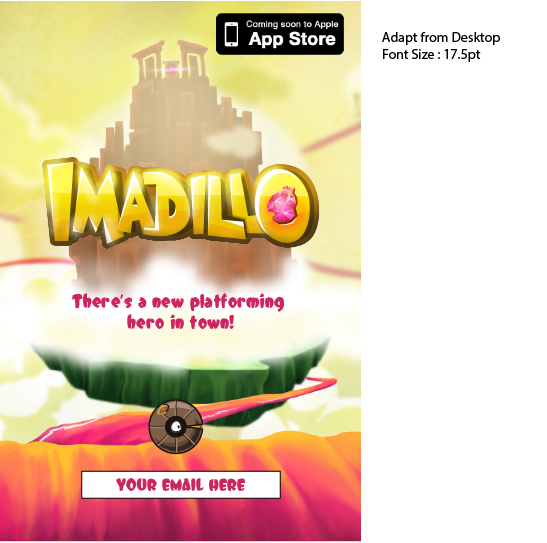 Coming soon to Apple
App Store
Adapt from Desktop
Font Size : 17.5pt
IMADILLO
There's a new platforming
hero in town!
YOUR EMAIL HERE